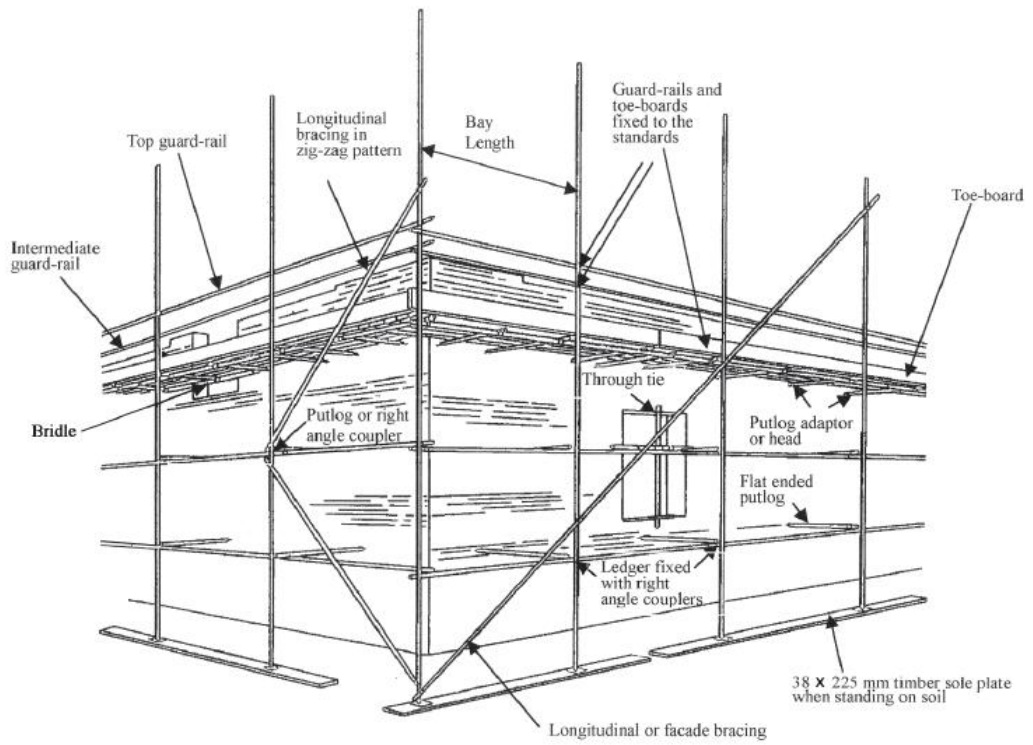 Top guard-rail
Longitudinal
bracing in
zig-zag pattern
Bay
Length
Guard-rails and
toe-boards
fixed to the
standards
Toe-board
Intermediate
guard-rail
Through tie
Putlog adaptor
or head
Bridle
Putlog or right
angle coupler
Flat ended
putlog
Ledger fixed
with right
angle couplers
38 X 225 mm timber sole plate
when standing on soil
Longitudinal or facade bracing